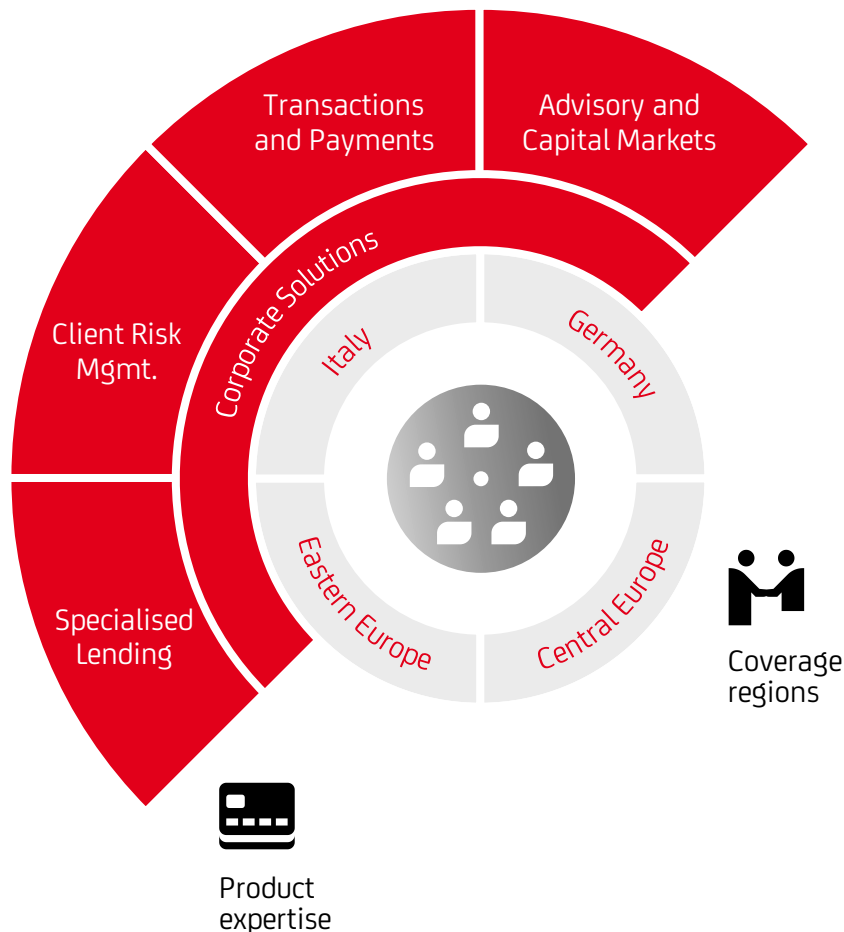 Transactions
and Payments
Advisory and
Capital Markets
Client Risk
Mgmt.
Specialised
Lending
Corporate Solutions
Italy
Germany
Eastern Europe
Central Europe
Coverage
regions
Product
expertise